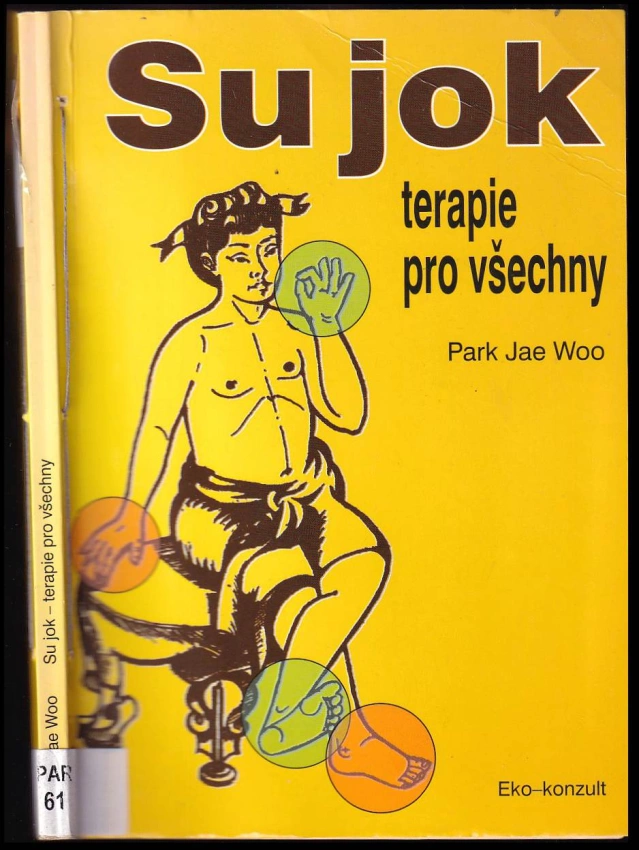 Su jok
terapie
pro všechny
Park Jae Woo
Eko–konzult
ae Woo Su jok – terapie pro všechny
PAR
61